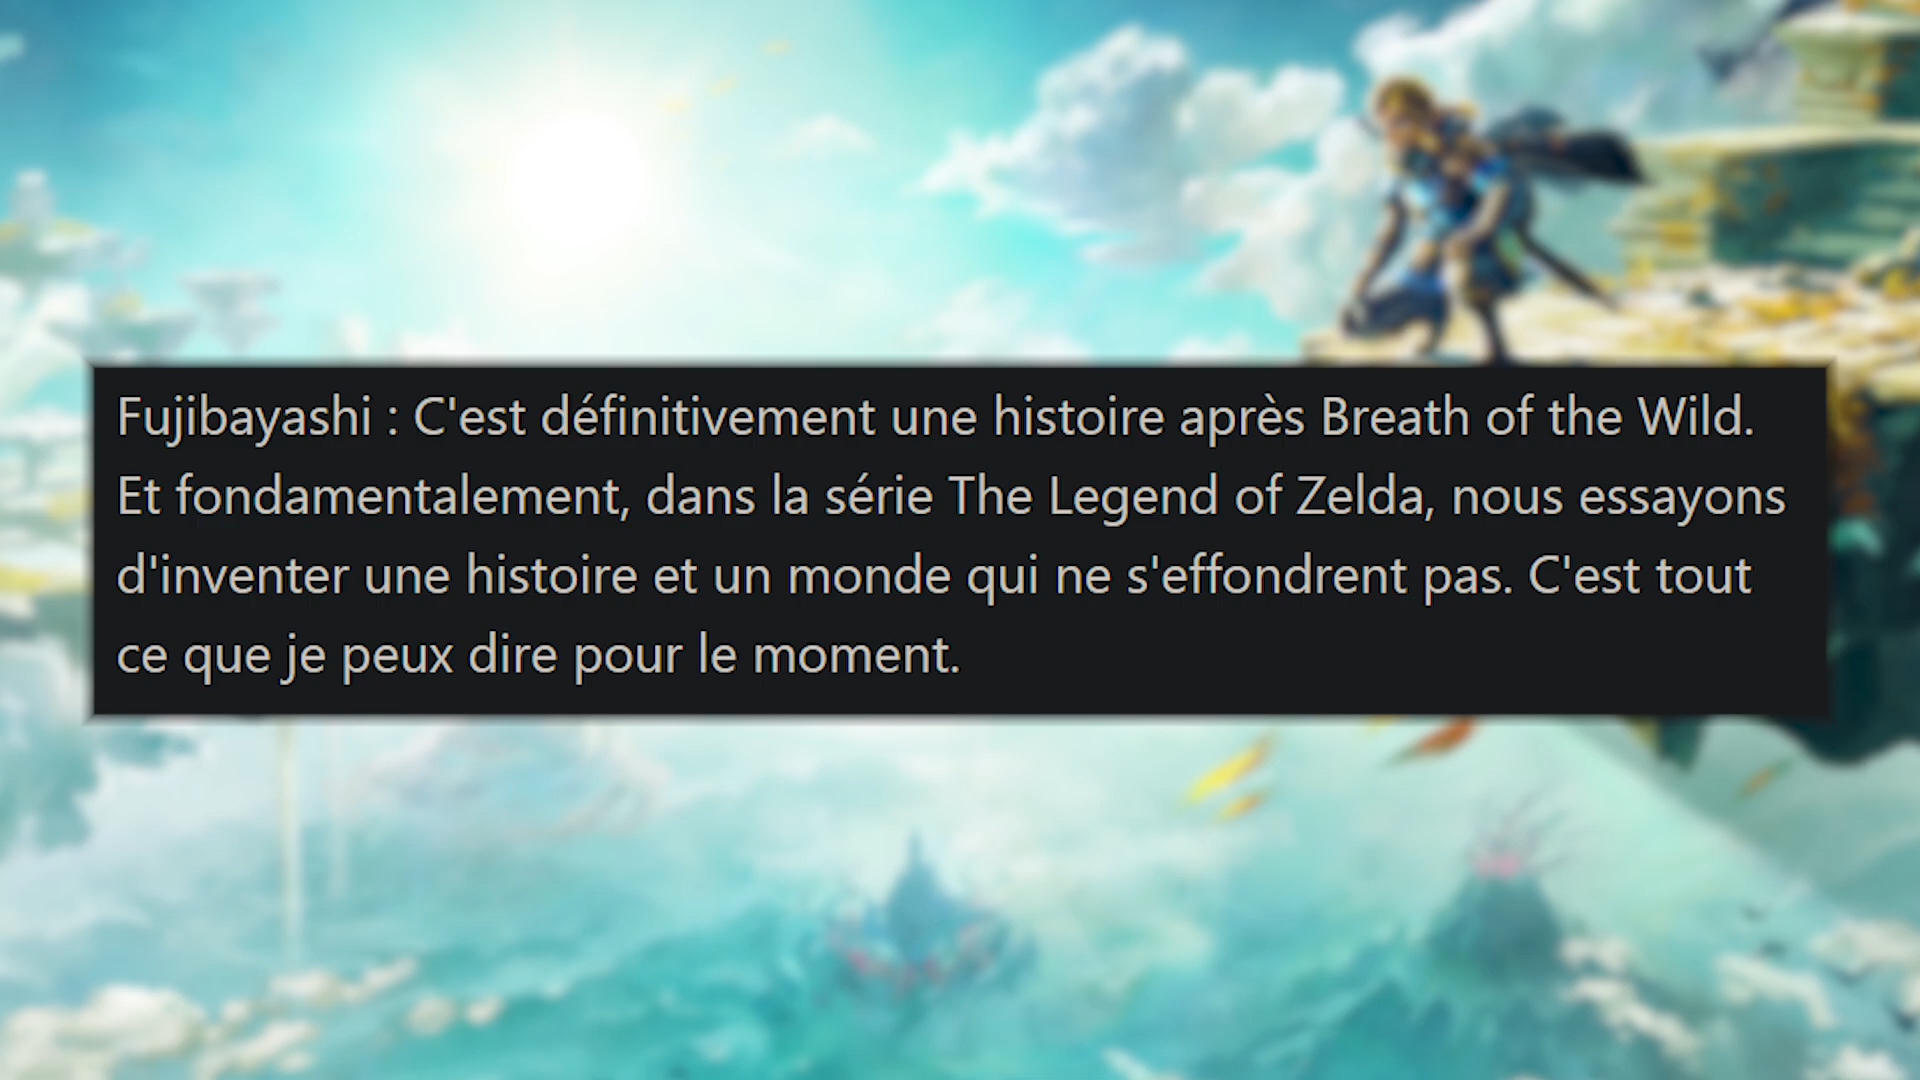 Fujibayashi : C'est définitivement une histoire après Breath of the Wild.
Et fondamentalement, dans la série The Legend of Zelda, nous essayons
d'inventer une histoire et un monde qui ne s'effondrent pas. C'est tout
ce que je peux dire pour le moment.